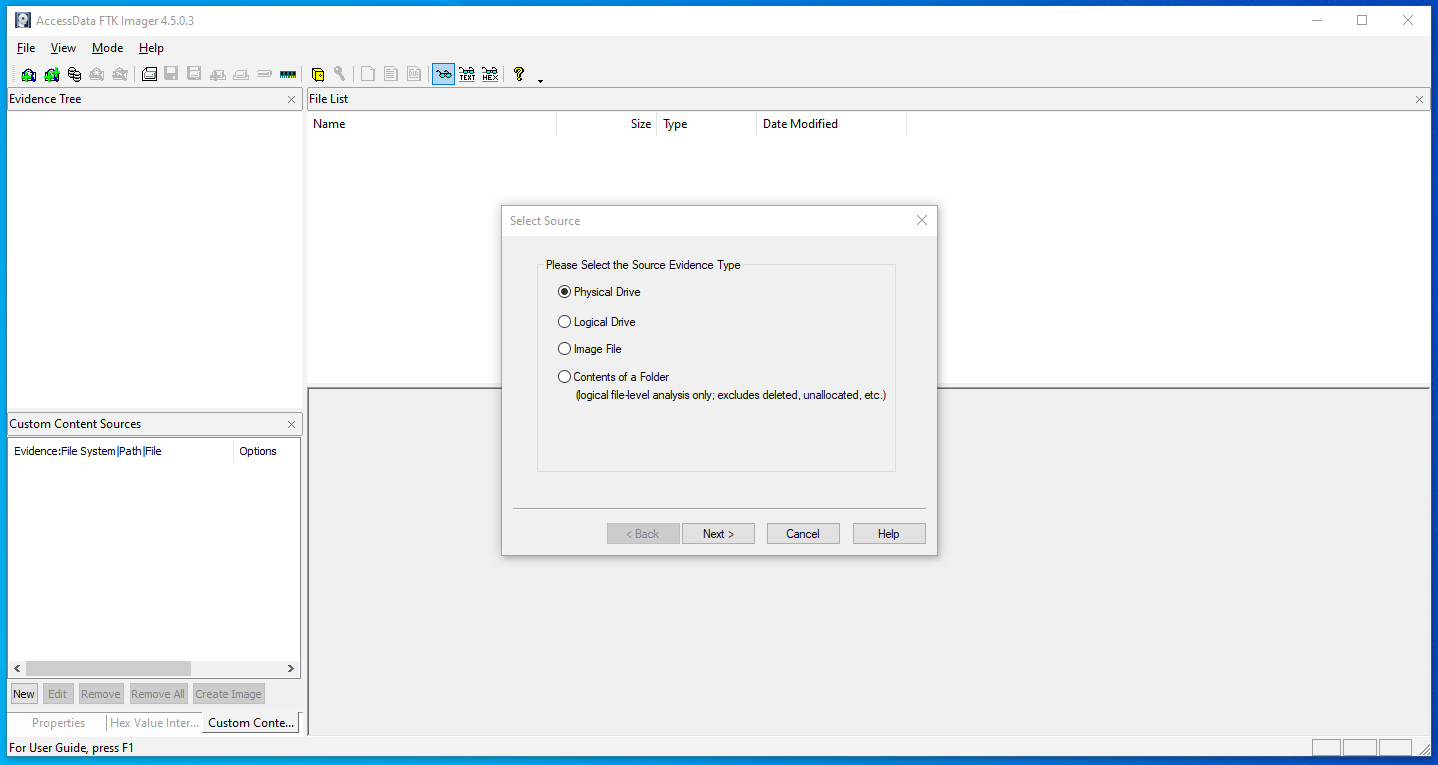 AccessData FTK Imager 4.5.0.3
File View Mode Help
TEXT HEX ?
Evidence Tree
File List
Name Size Type Date Modified
Select Source
Please Select the Source Evidence Type
Physical Drive
Logical Drive
Image File
Contents of a Folder
(logical file-level analysis only; excludes deleted, unallocated, etc.)
< Back Next > Cancel Help
Custom Content Sources
Evidence:File System|Path|File Options
New Edit Remove Remove All Create Image
Properties Hex Value Inter... Custom Conte...
For User Guide, press F1